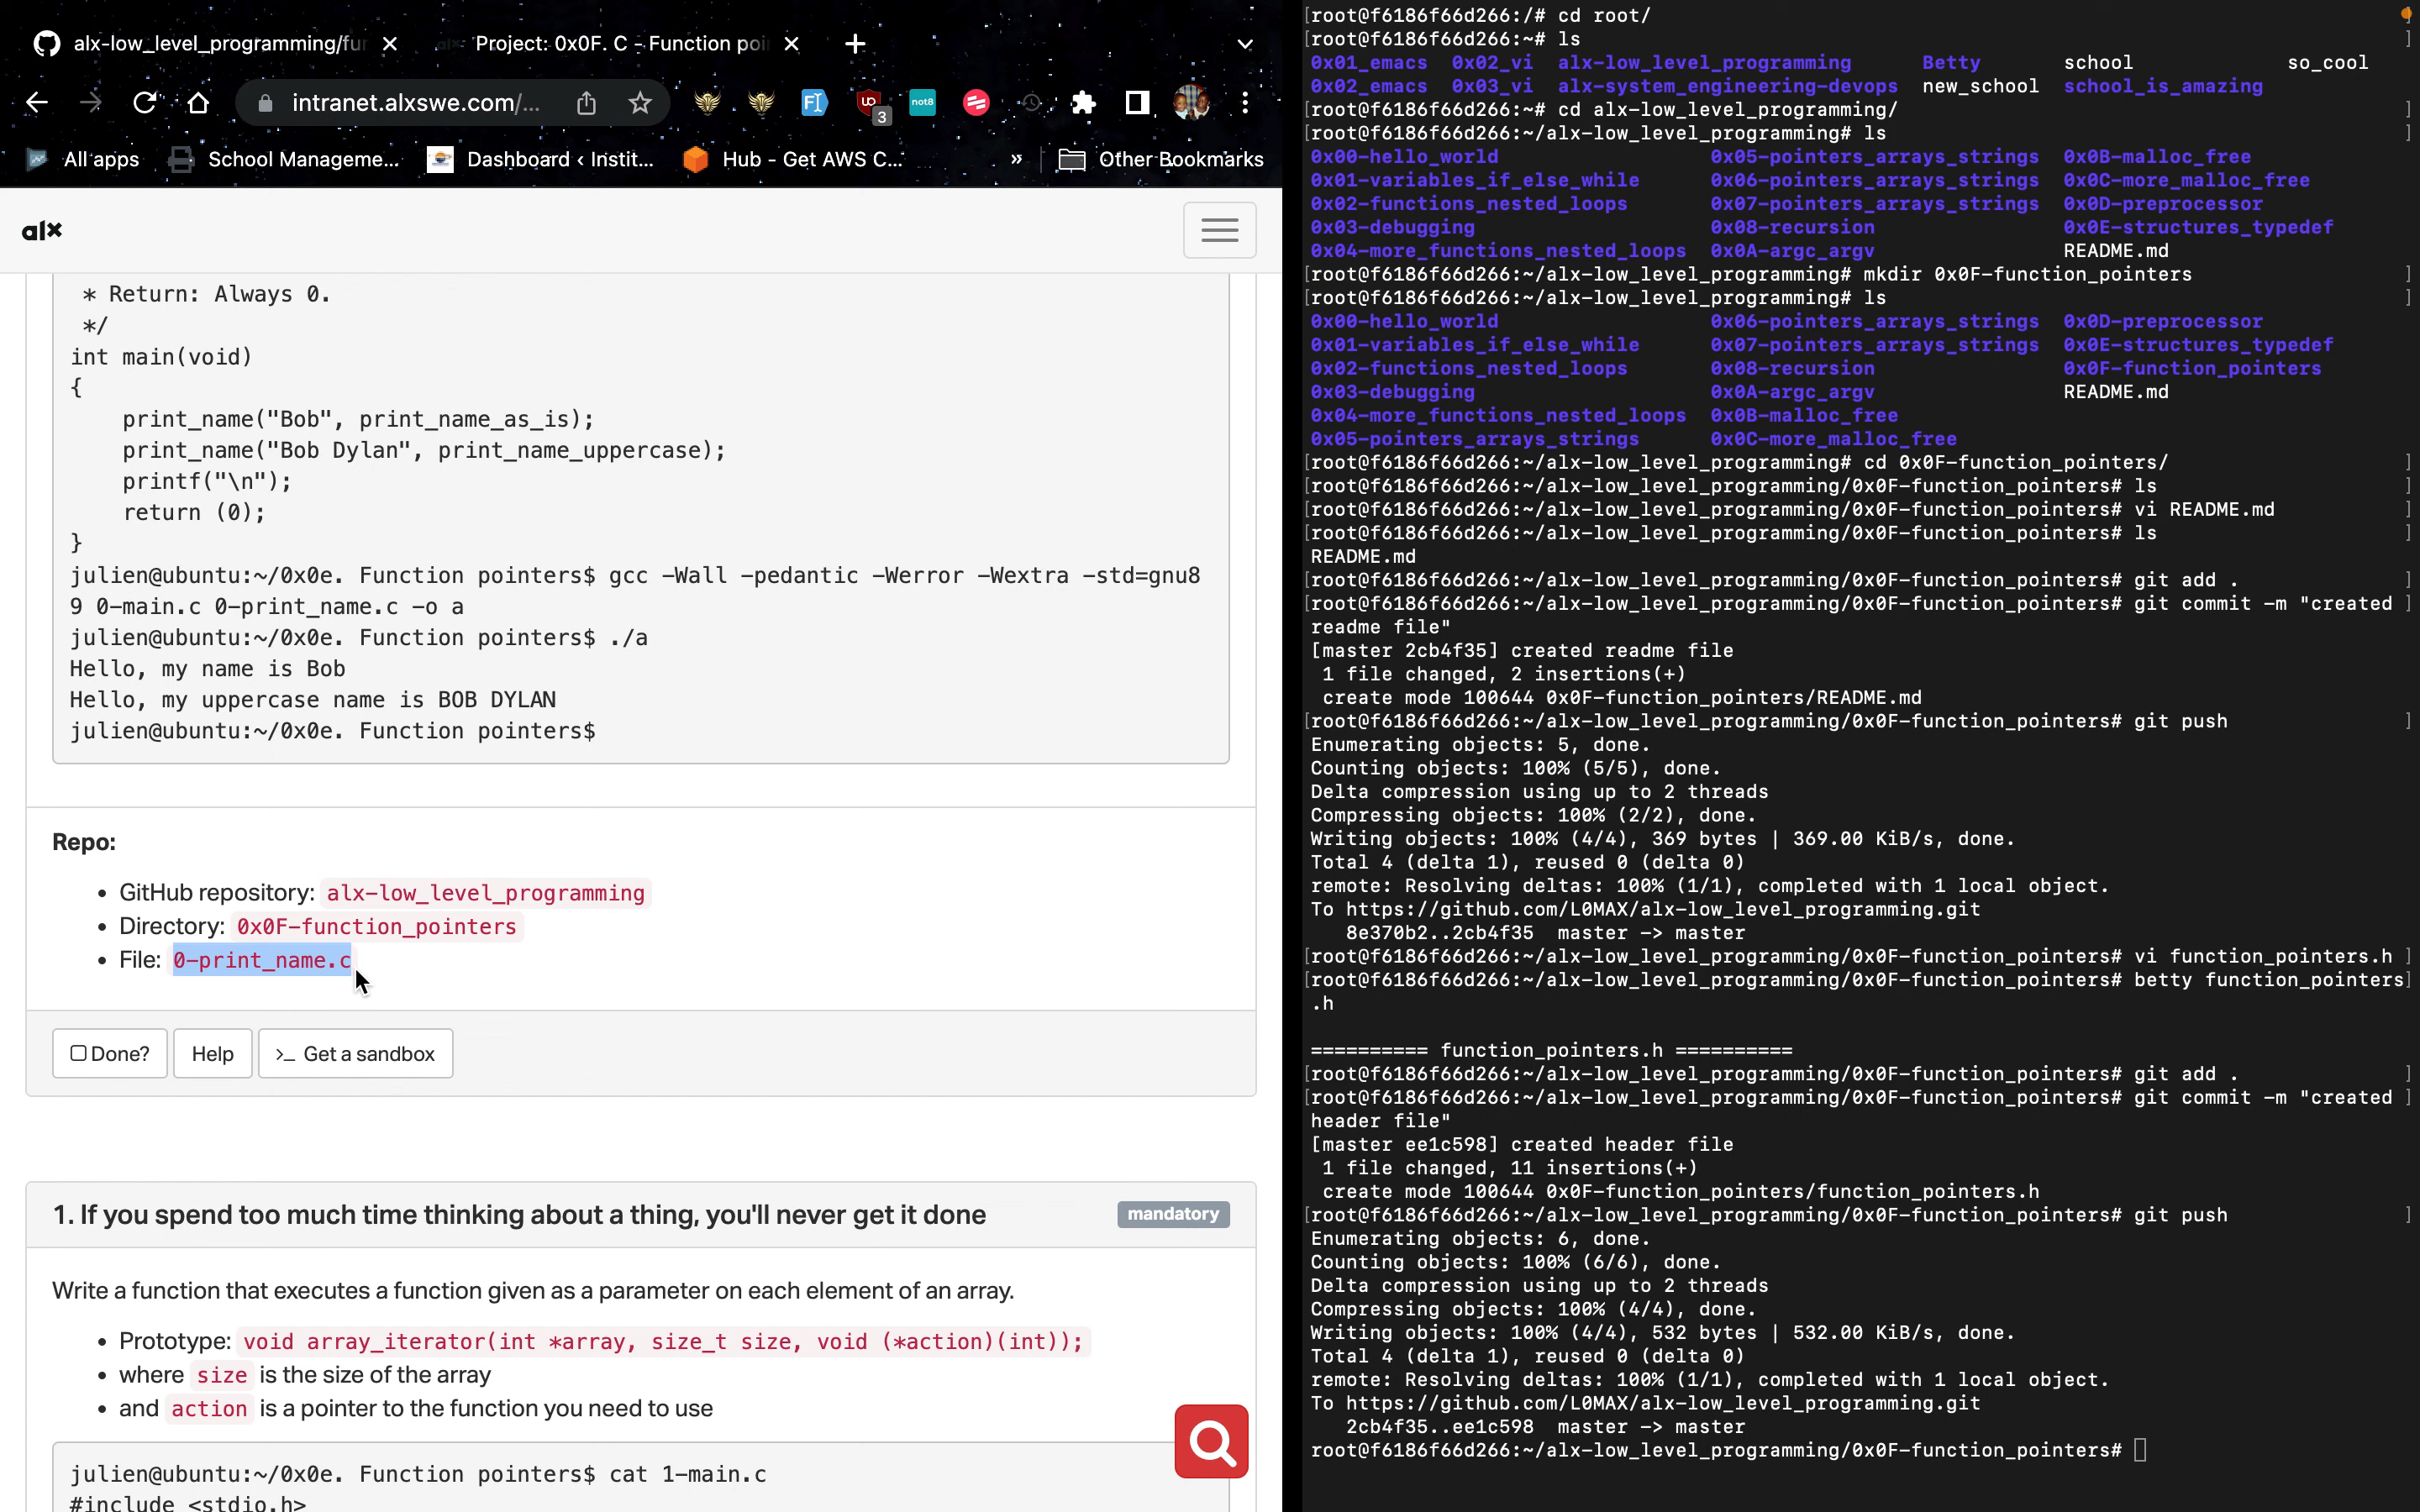 alx-low_level_programming/fun
Project: 0x0F. C - Function poi
intranet.alxswe.com/...
UD
3
not8
All apps
School Manageme...
Dashboard ‹ Instit...
Hub - Get AWS C...
»
Other Bookmarks
alx
* Return: Always 0.
*/
int main(void)
{
print_name("Bob", print_name_as_is);
print_name("Bob Dylan", print_name_uppercase);
printf("\n");
return (0);
}
julien@ubuntu:~/0x0e. Function pointers$ gcc -Wall -pedantic -Werror -Wextra -std=gnu8
9 0-main.c 0-print_name.c -o a
julien@ubuntu:~/0x0e. Function pointers$ ./a
Hello, my name is Bob
Hello, my uppercase name is BOB DYLAN
julien@ubuntu:~/0x0e. Function pointers$
Repo:
• GitHub repository: alx-low_level_programming
• Directory: 0x0F-function_pointers
• File: 0-print_name.c
Done?
Help
>_ Get a sandbox
1. If you spend too much time thinking about a thing, you'll never get it done
mandatory
Write a function that executes a function given as a parameter on each element of an array.
• Prototype: void array_iterator(int *array, size_t size, void (*action)(int));
• where size is the size of the array
• and action is a pointer to the function you need to use
julien@ubuntu:~/0x0e. Function pointers$ cat 1-main.c
#include <stdio.h>
[root@f6186f66d266:/# cd root/ ]
[root@f6186f66d266:~# ls ]
0x01_emacs 0x02_vi alx-low_level_programming Betty school so_cool
0x02_emacs 0x03_vi alx-system_engineering-devops new_school school_is_amazing
[root@f6186f66d266:~# cd alx-low_level_programming/ ]
[root@f6186f66d266:~/alx-low_level_programming# ls ]
0x00-hello_world 0x05-pointers_arrays_strings 0x0B-malloc_free
0x01-variables_if_else_while 0x06-pointers_arrays_strings 0x0C-more_malloc_free
0x02-functions_nested_loops 0x07-pointers_arrays_strings 0x0D-preprocessor
0x03-debugging 0x08-recursion 0x0E-structures_typedef
0x04-more_functions_nested_loops 0x0A-argc_argv README.md
[root@f6186f66d266:~/alx-low_level_programming# mkdir 0x0F-function_pointers ]
[root@f6186f66d266:~/alx-low_level_programming# ls ]
0x00-hello_world 0x06-pointers_arrays_strings 0x0D-preprocessor
0x01-variables_if_else_while 0x07-pointers_arrays_strings 0x0E-structures_typedef
0x02-functions_nested_loops 0x08-recursion 0x0F-function_pointers
0x03-debugging 0x0A-argc_argv README.md
0x04-more_functions_nested_loops 0x0B-malloc_free
0x05-pointers_arrays_strings 0x0C-more_malloc_free
[root@f6186f66d266:~/alx-low_level_programming# cd 0x0F-function_pointers/ ]
[root@f6186f66d266:~/alx-low_level_programming/0x0F-function_pointers# ls ]
[root@f6186f66d266:~/alx-low_level_programming/0x0F-function_pointers# vi README.md ]
[root@f6186f66d266:~/alx-low_level_programming/0x0F-function_pointers# ls ]
README.md
[root@f6186f66d266:~/alx-low_level_programming/0x0F-function_pointers# git add . ]
[root@f6186f66d266:~/alx-low_level_programming/0x0F-function_pointers# git commit -m "created ]
readme file"
[master 2cb4f35] created readme file
1 file changed, 2 insertions(+)
create mode 100644 0x0F-function_pointers/README.md
[root@f6186f66d266:~/alx-low_level_programming/0x0F-function_pointers# git push ]
Enumerating objects: 5, done.
Counting objects: 100% (5/5), done.
Delta compression using up to 2 threads
Compressing objects: 100% (2/2), done.
Writing objects: 100% (4/4), 369 bytes | 369.00 KiB/s, done.
Total 4 (delta 1), reused 0 (delta 0)
remote: Resolving deltas: 100% (1/1), completed with 1 local object.
To https://github.com/L0MAX/alx-low_level_programming.git
8e370b2..2cb4f35 master -> master
[root@f6186f66d266:~/alx-low_level_programming/0x0F-function_pointers# vi function_pointers.h ]
[root@f6186f66d266:~/alx-low_level_programming/0x0F-function_pointers# betty function_pointers]
.h
========== function_pointers.h ==========
[root@f6186f66d266:~/alx-low_level_programming/0x0F-function_pointers# git add . ]
[root@f6186f66d266:~/alx-low_level_programming/0x0F-function_pointers# git commit -m "created ]
header file"
[master ee1c598] created header file
1 file changed, 11 insertions(+)
create mode 100644 0x0F-function_pointers/function_pointers.h
[root@f6186f66d266:~/alx-low_level_programming/0x0F-function_pointers# git push ]
Enumerating objects: 6, done.
Counting objects: 100% (6/6), done.
Delta compression using up to 2 threads
Compressing objects: 100% (4/4), done.
Writing objects: 100% (4/4), 532 bytes | 532.00 KiB/s, done.
Total 4 (delta 1), reused 0 (delta 0)
remote: Resolving deltas: 100% (1/1), completed with 1 local object.
To https://github.com/L0MAX/alx-low_level_programming.git
2cb4f35..ee1c598 master -> master
root@f6186f66d266:~/alx-low_level_programming/0x0F-function_pointers#